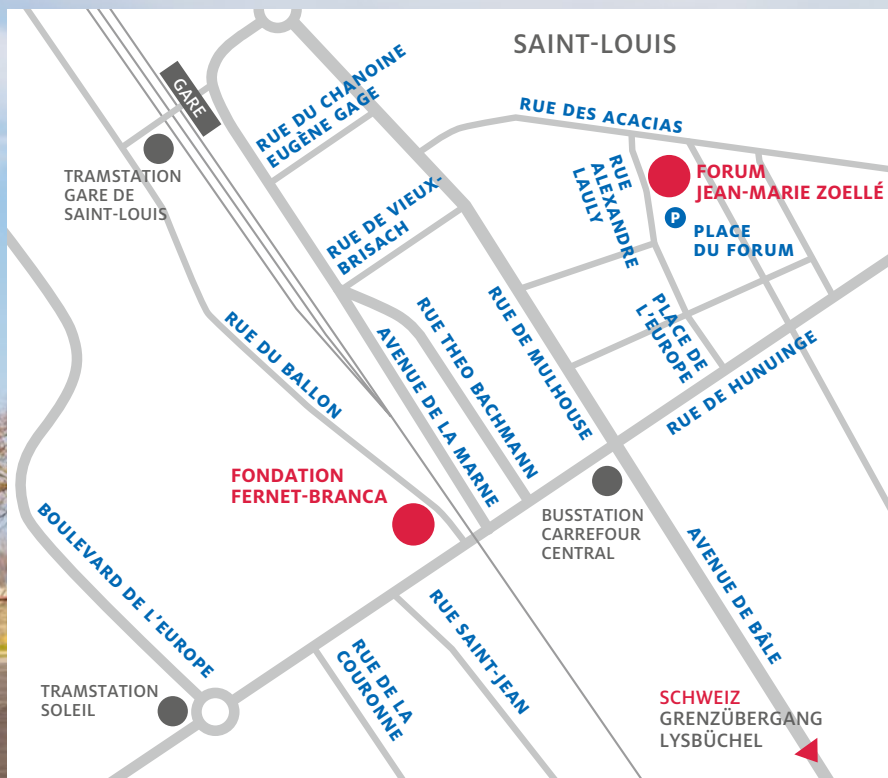 SAINT-LOUIS
GARE
RUE DU CHANOINE
EUGÈNE GAGE
RUE DES ACACIAS
TRAMSTATION
GARE DE
SAINT-LOUIS
RUE
ALEXANDRE
LAULY
FORUM
JEAN-MARIE ZOELLÉ
P
PLACE
DU FORUM
RUE DE VIEUX-
BRISACH
RUE DU BALLON
AVENUE DE LA MARNE
RUE THEO BACHMANN
RUE DE MULHOUSE
PLACE DE
L'EUROPE
RUE DE HUNUINGE
FONDATION
FERNET-BRANCA
BUSSTATION
CARREFOUR
CENTRAL
BOULEVARD DE L'EUROPE
AVENUE DE BÂLE
RUE SAINT-JEAN
RUE DE LA
COURONNE
TRAMSTATION
SOLEIL
SCHWEIZ
GRENZÜBERGANG
LYSBÜCHEL